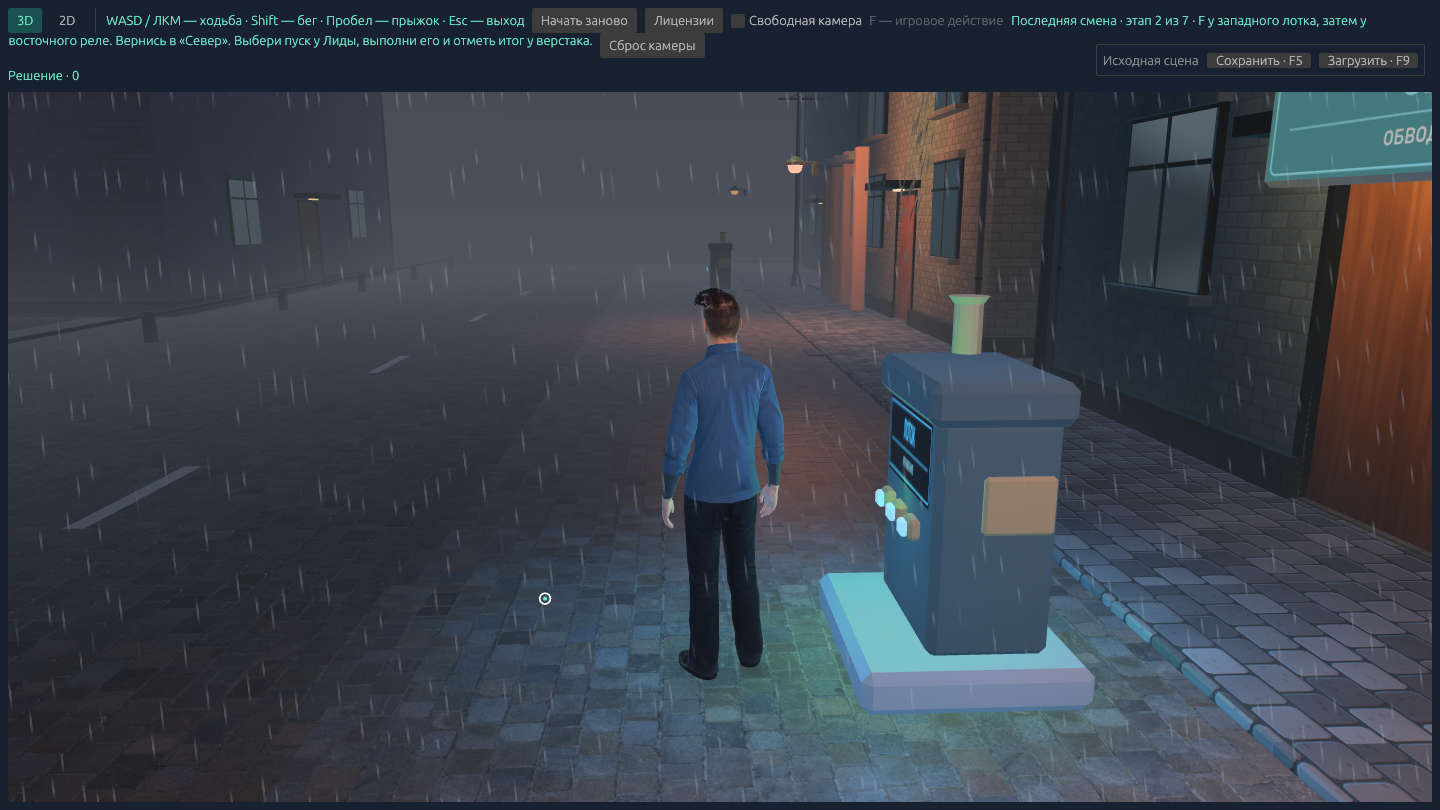 3D 2D WASD / ЛКМ — ходьба · Shift — бег · Пробел — прыжок · Esc — выход Начать заново Лицензии Свободная камера F — игровое действие Последняя смена · этап 2 из 7 · F у западного лотка, затем у
восточного реле. Вернись в «Север». Выбери пуск у Лиды, выполни его и отметь итог у верстака. Сброс камеры
Исходная сцена Сохранить · F5 Загрузить · F9
Решение · 0
ЛОТОК